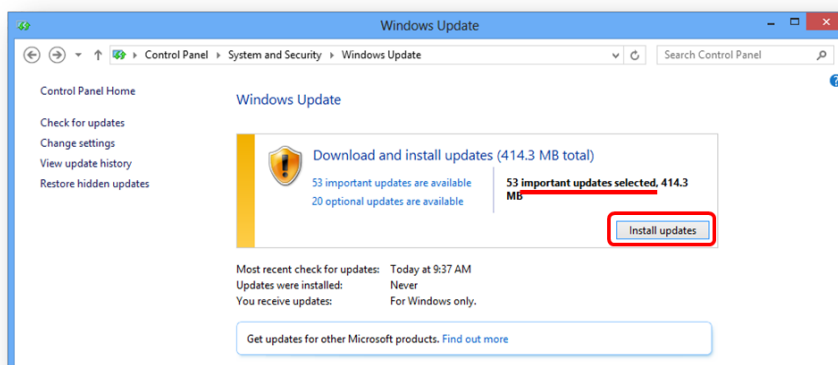 Windows Update
Control Panel ▸ System and Security ▸ Windows Update
Search Control Panel
Control Panel Home
Check for updates
Change settings
View update history
Restore hidden updates
Windows Update
Download and install updates (414.3 MB total)
53 important updates are available
20 optional updates are available
53 important updates selected, 414.3
MB
Install updates
Most recent check for updates: Today at 9:37 AM
Updates were installed: Never
You receive updates: For Windows only.
Get updates for other Microsoft products. Find out more